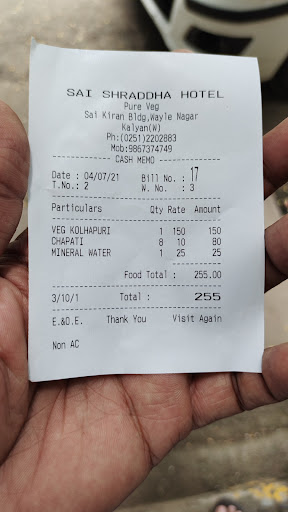 SAI SHRADDHA HOTEL
Pure Veg
Sai Kiran Bldg,Wayle Nagar
Kalyan(W)
Ph:(0251)2202883
Mob:9867374749
CASH MEMO
Date : 04/07/21 Bill No. : 17
T.No.: 2 W. No. : 3
Particulars Qty Rate Amount
VEG KOLHAPURI 1 150 150
CHAPATI 8 10 80
MINERAL WATER 1 25 25
Food Total : 255.00
3/10/1 Total : 255
E.&O.E. Thank You Visit Again
Non AC